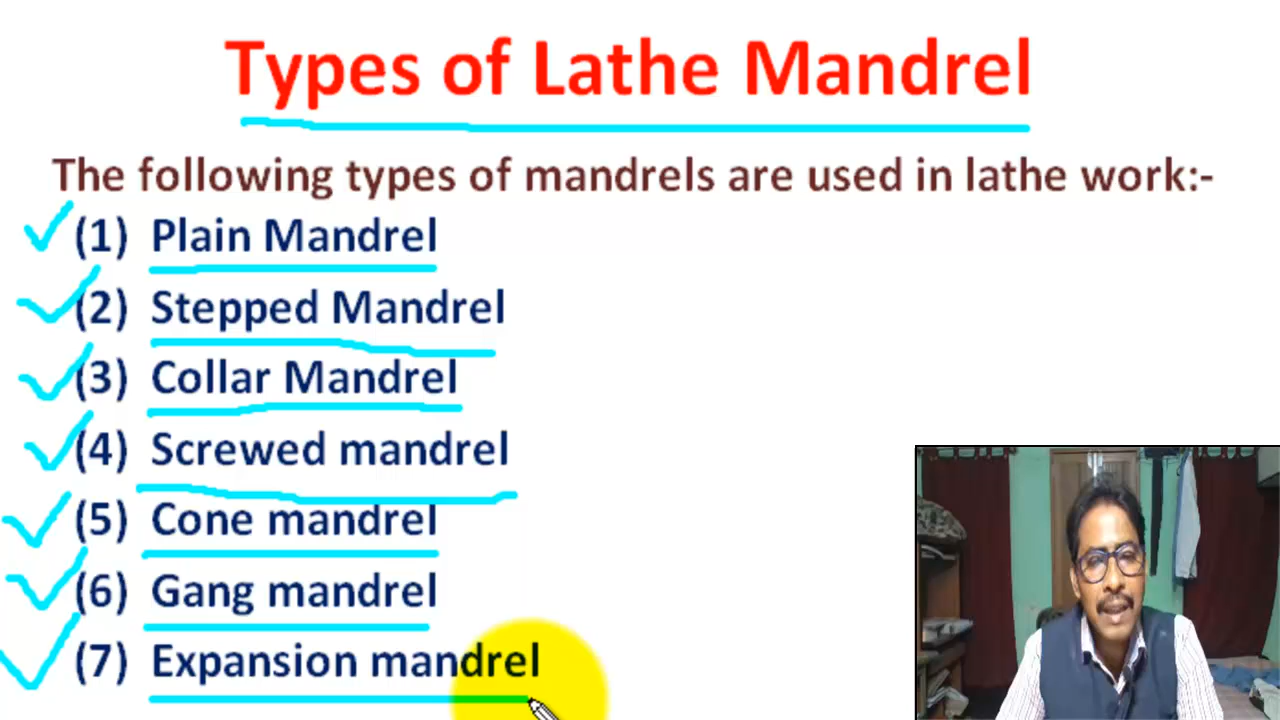 Types of Lathe Mandrel
The following types of mandrels are used in lathe work:-
(1) Plain Mandrel
(2) Stepped Mandrel
(3) Collar Mandrel
(4) Screwed mandrel
(5) Cone mandrel
(6) Gang mandrel
(7) Expansion mandrel